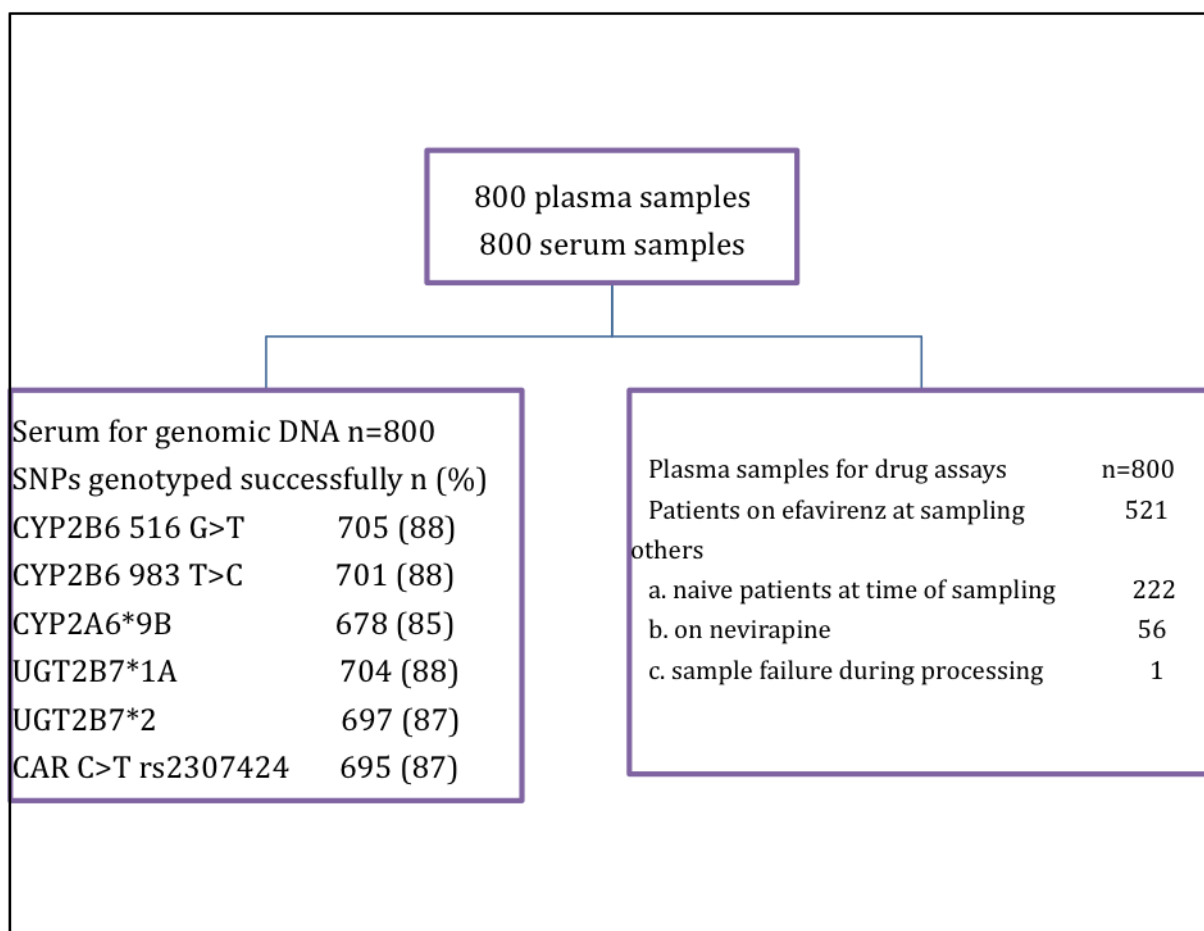 800 plasma samples
800 serum samples
Serum for genomic DNA n=800
SNPs genotyped successfully n (%)
CYP2B6 516 G>T 705 (88)
CYP2B6 983 T>C 701 (88)
CYP2A6*9B 678 (85)
UGT2B7*1A 704 (88)
UGT2B7*2 697 (87)
CAR C>T rs2307424 695 (87)
Plasma samples for drug assays n=800
Patients on efavirenz at sampling 521
others
a. naive patients at time of sampling 222
b. on nevirapine 56
c. sample failure during processing 1